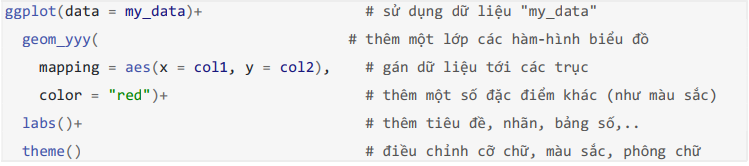 ggplot(data = my_data)+ # sử dụng dữ liệu "my_data"
geom_yyy( # thêm một lớp các hàm-hình biểu đồ
mapping = aes(x = col1, y = col2), # gán dữ liệu tới các trục
color = "red")+ # thêm một số đặc điểm khác (như màu sắc)
labs()+ # thêm tiêu đề, nhãn, bảng số,..
theme() # điều chỉnh cỡ chữ, màu sắc, phông chữ